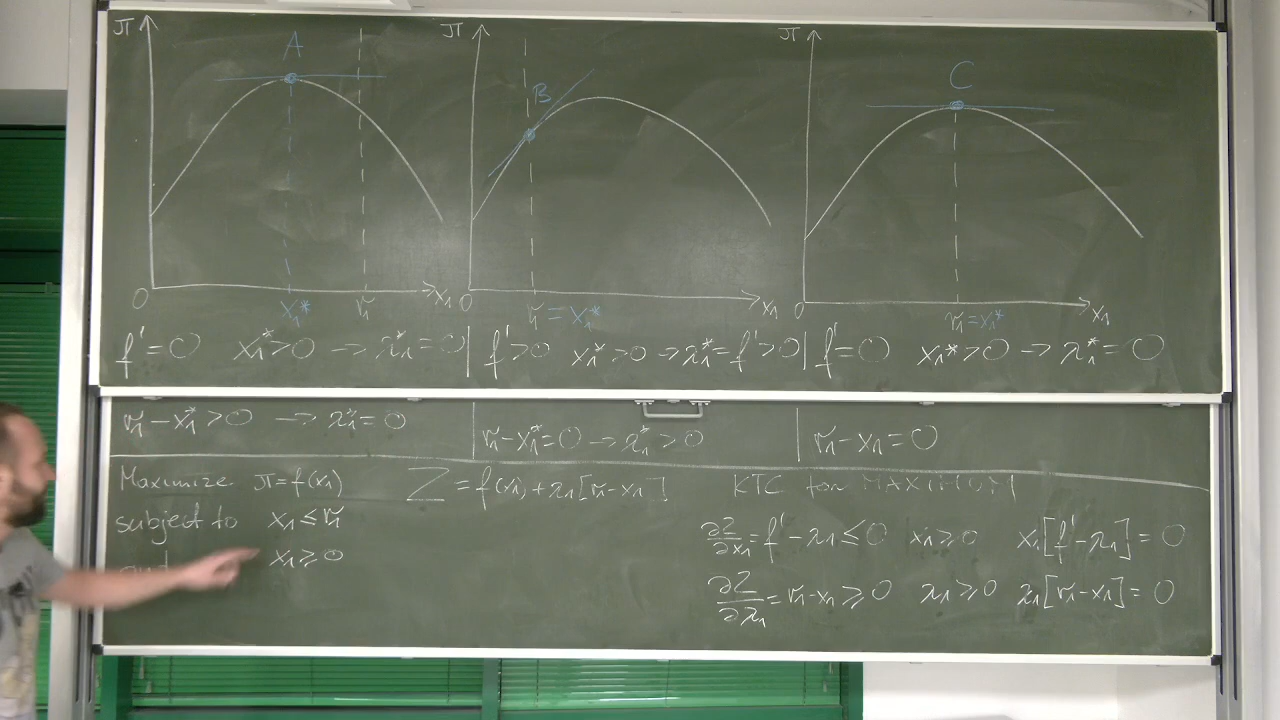 π A π B π C
0 x₁* r₁ x₁ 0 r₁ = x₁* x₁ 0 r₁ = x₁* x₁
f' = 0 x₁* > 0 → λ₁* = 0 | f' > 0 x₁* > 0 → λ₁* = f' > 0 | f' = 0 x₁* > 0 → λ₁* = 0
r₁ - x₁* > 0 → λ₁* = 0 | r₁ - x₁* = 0 → λ₁* > 0 | r₁ - x₁ = 0
Maximize π = f(x₁) Z = f(x₁) + λ₁[r₁ - x₁] KTC for MAXIMUM
subject to x₁ ≤ r₁ ∂Z/∂x₁ = f' - λ₁ ≤ 0 x₁ ≥ 0 x₁[f' - λ₁] = 0
and x₁ ≥ 0 ∂Z/∂λ₁ = r₁ - x₁ ≥ 0 λ₁ ≥ 0 λ₁[r₁ - x₁] = 0